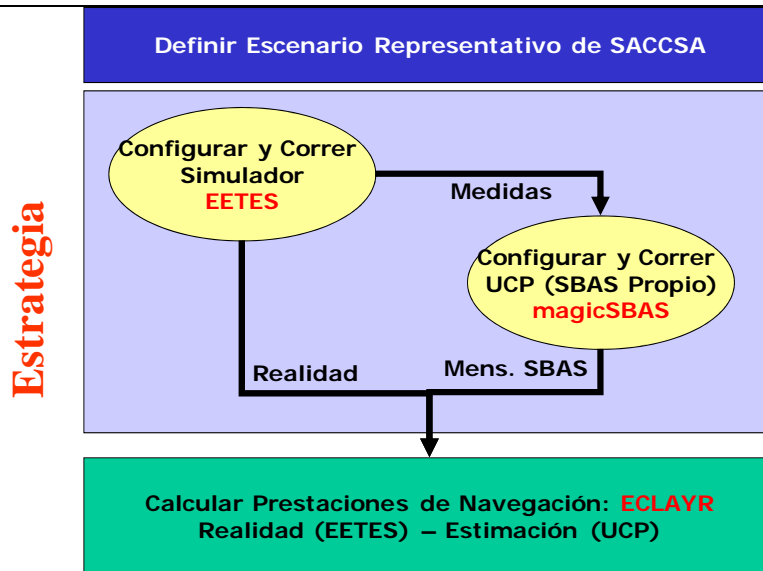 Definir Escenario Representativo de SACCSA
Estrategia
Configurar y Correr
Simulador
EETES
Medidas
Configurar y Correr
UCP (SBAS Propio)
magicSBAS
Realidad
Mens. SBAS
Calcular Prestaciones de Navegación: ECLAYR
Realidad (EETES) – Estimación (UCP)